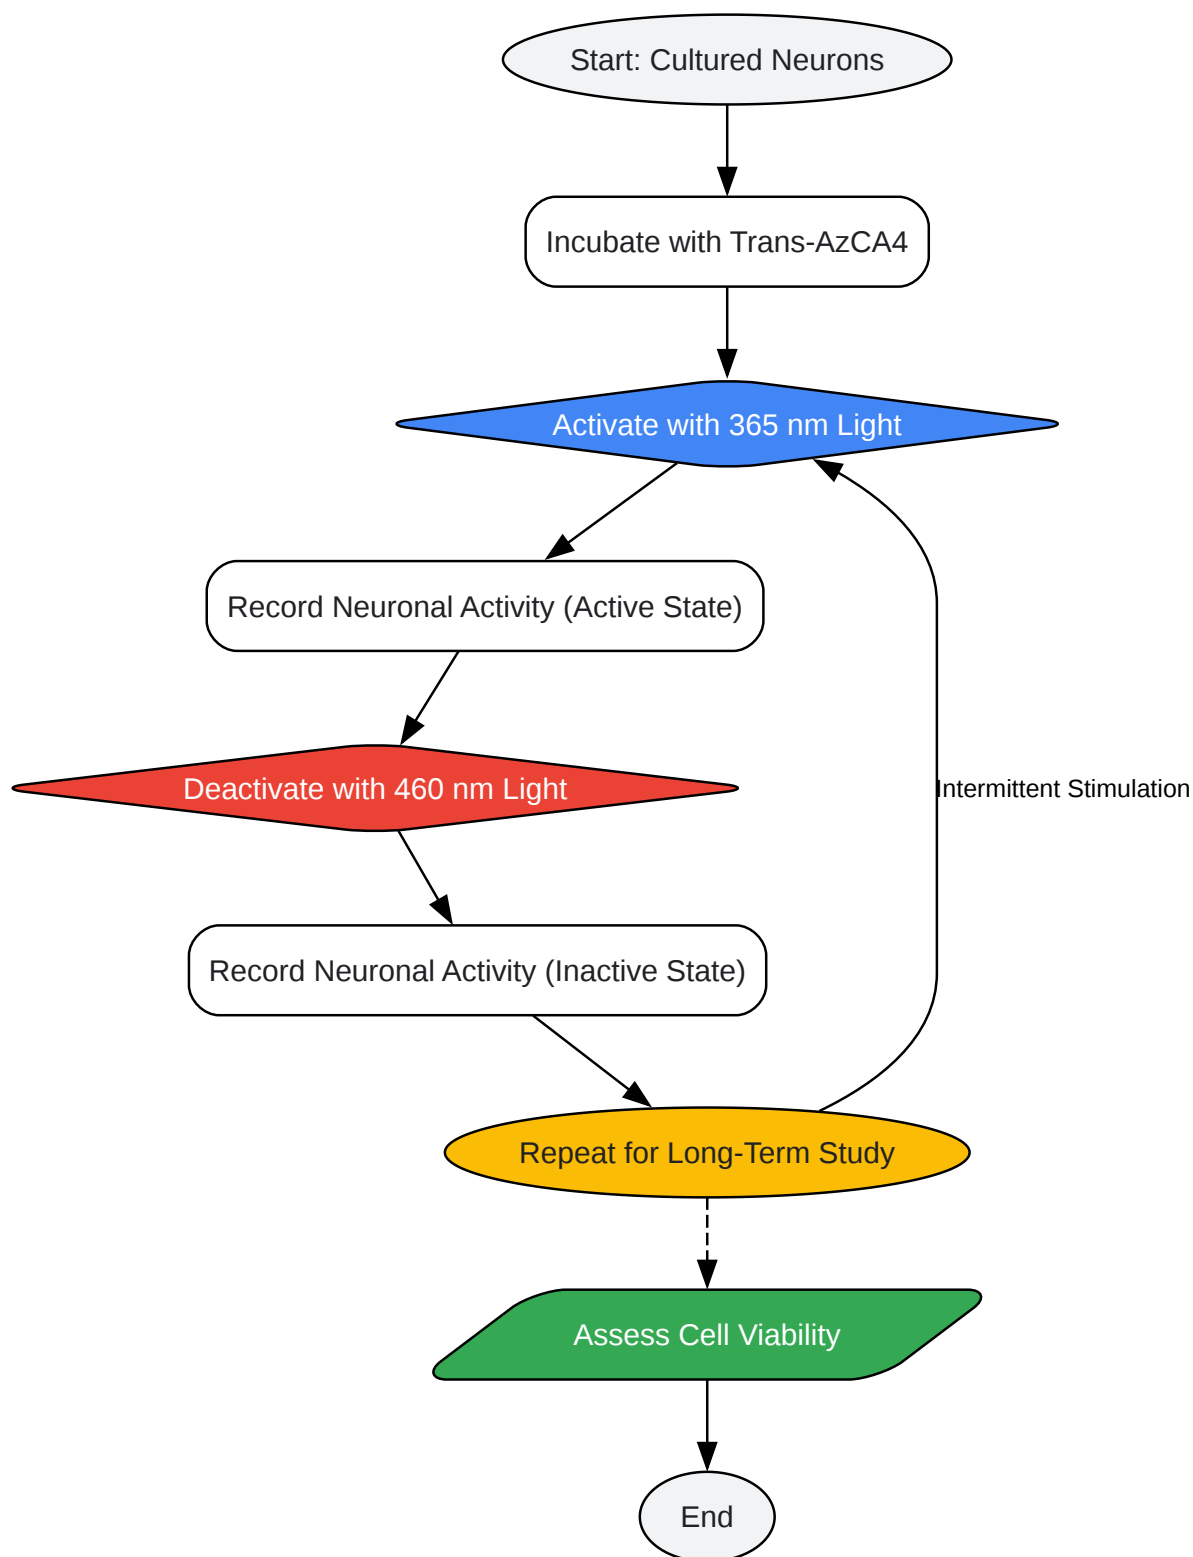 Start: Cultured Neurons
Incubate with Trans-AzCA4
Activate with 365 nm Light
Record Neuronal Activity (Active State)
Deactivate with 460 nm Light
Intermittent Stimulation
Record Neuronal Activity (Inactive State)
Repeat for Long-Term Study
Assess Cell Viability
End